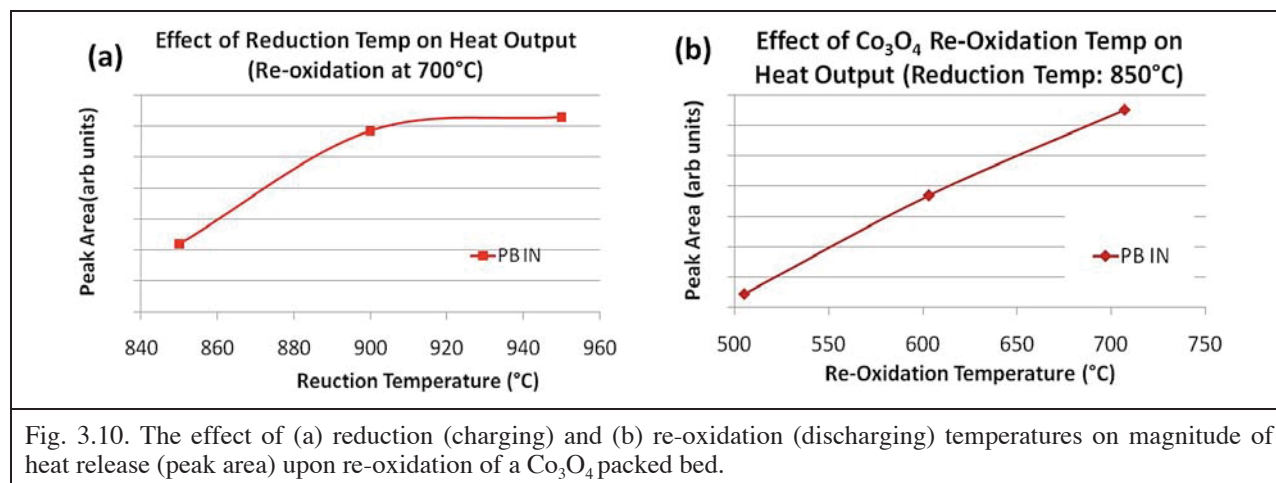 (a)
Effect of Reduction Temp on Heat Output
(Re-oxidation at 700°C)
Peak Area(arb units)
PB IN
840 860 880 900 920 940 960
Reuction Temperature (°C)
(b)
Effect of Co₃O₄ Re-Oxidation Temp on
Heat Output (Reduction Temp: 850°C)
Peak Area (arb units)
PB IN
500 550 600 650 700 750
Re-Oxidation Temperature (°C)
Fig. 3.10. The effect of (a) reduction (charging) and (b) re-oxidation (discharging) temperatures on magnitude of
heat release (peak area) upon re-oxidation of a Co₃O₄ packed bed.